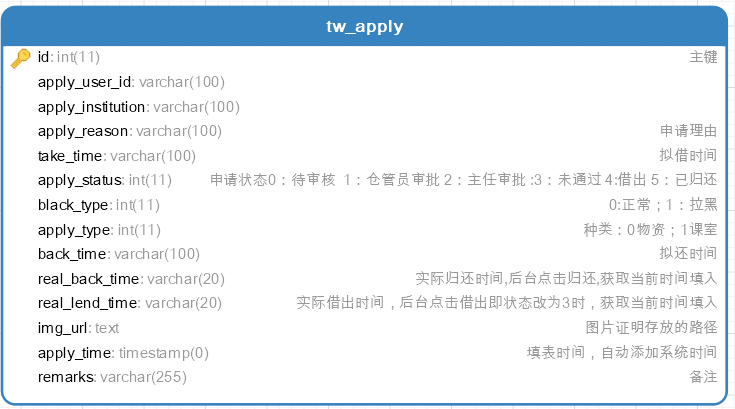 tw_apply
id: int(11) 主键
apply_user_id: varchar(100)
apply_institution: varchar(100)
apply_reason: varchar(100) 申请理由
take_time: varchar(100) 拟借时间
apply_status: int(11) 申请状态0：待审核 1：仓管员审批 2：主任审批 :3：未通过 4:借出 5：已归还
black_type: int(11) 0:正常；1：拉黑
apply_type: int(11) 种类：0物资；1课室
back_time: varchar(100) 拟还时间
real_back_time: varchar(20) 实际归还时间,后台点击归还,获取当前时间填入
real_lend_time: varchar(20) 实际借出时间，后台点击借出即状态改为3时，获取当前时间填入
img_url: text 图片证明存放的路径
apply_time: timestamp(0) 填表时间，自动添加系统时间
remarks: varchar(255) 备注